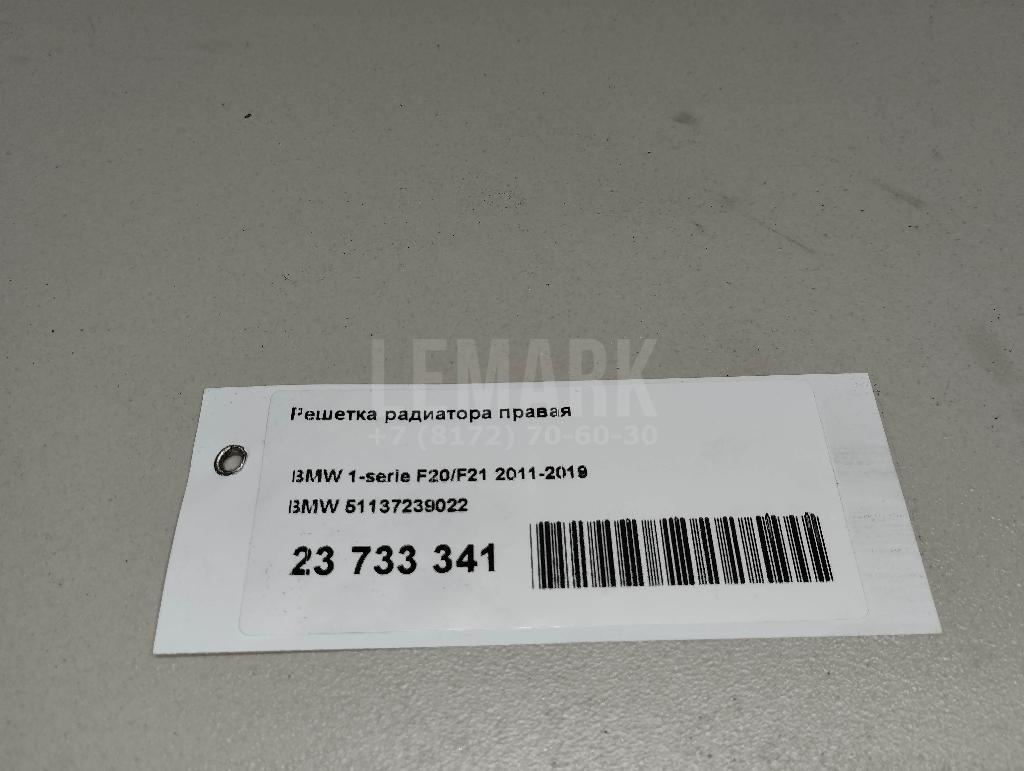 LEMARK
Решетка радиатора правая
+7 (8172) 70-60-30
BMW 1-serie F20/F21 2011-2019
BMW 51137239022
23 733 341